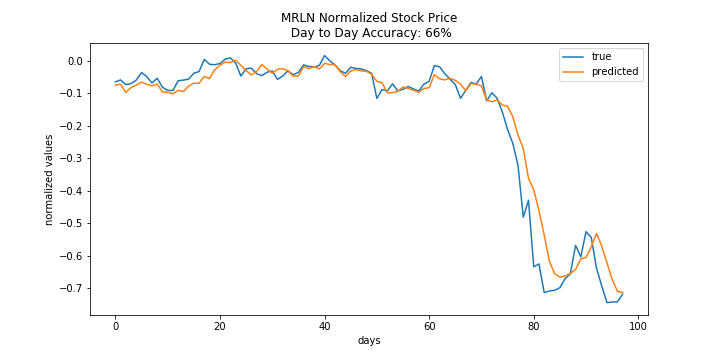 MRLN Normalized Stock Price
Day to Day Accuracy: 66%
true
predicted
normalized values
0.0
−0.1
−0.2
−0.3
−0.4
−0.5
−0.6
−0.7
0 20 40 60 80 100
days